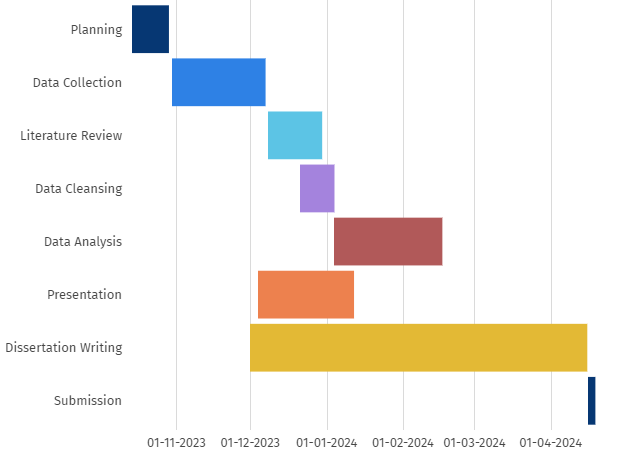 Planning
Data Collection
Literature Review
Data Cleansing
Data Analysis
Presentation
Dissertation Writing
Submission
01-11-2023 01-12-2023 01-01-2024 01-02-2024 01-03-2024 01-04-2024